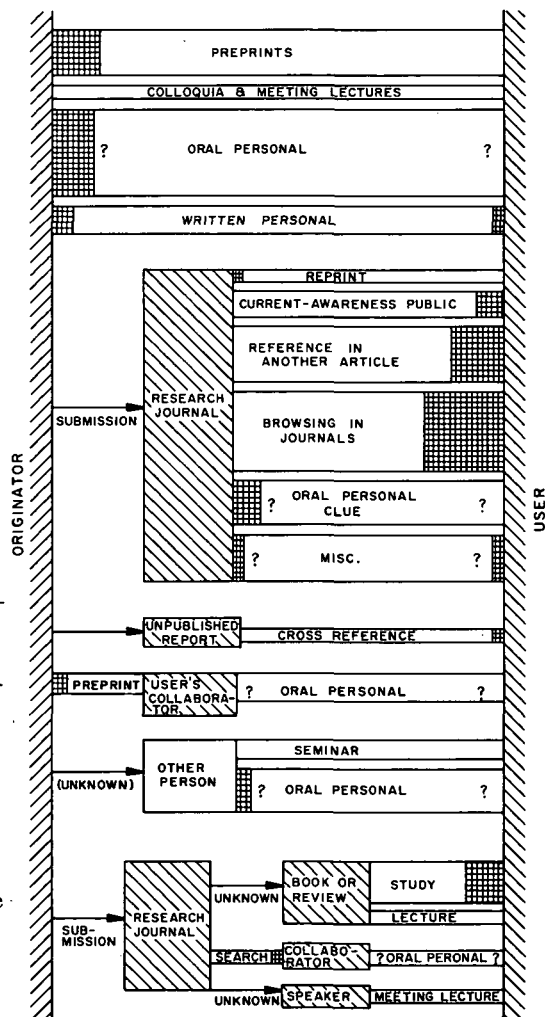 PREPRINTS
COLLOQUIA & MEETING LECTURES
? ORAL PERSONAL ?
WRITTEN PERSONAL
REPRINT
CURRENT-AWARENESS PUBLIC
REFERENCE IN
ANOTHER ARTICLE
RESEARCH
JOURNAL
SUBMISSION
BROWSING IN
JOURNALS
ORIGINATOR
USER
? ORAL PERSONAL ?
CLUE
? MISC. ?
UNPUBLISHED
REPORT
CROSS REFERENCE
PREPRINT
USER'S
COLLABORA-
TOR
? ORAL PERSONAL ?
SEMINAR
OTHER
PERSON
(UNKNOWN)
? ORAL PERSONAL ?
BOOK OR
REVIEW
STUDY
UNKNOWN
LECTURE
RESEARCH
JOURNAL
SUB-
MISSION
SEARCH
COLLABO-
RATOR
? ORAL PERONAL ?
UNKNOWN
SPEAKER
MEETING LECTURE